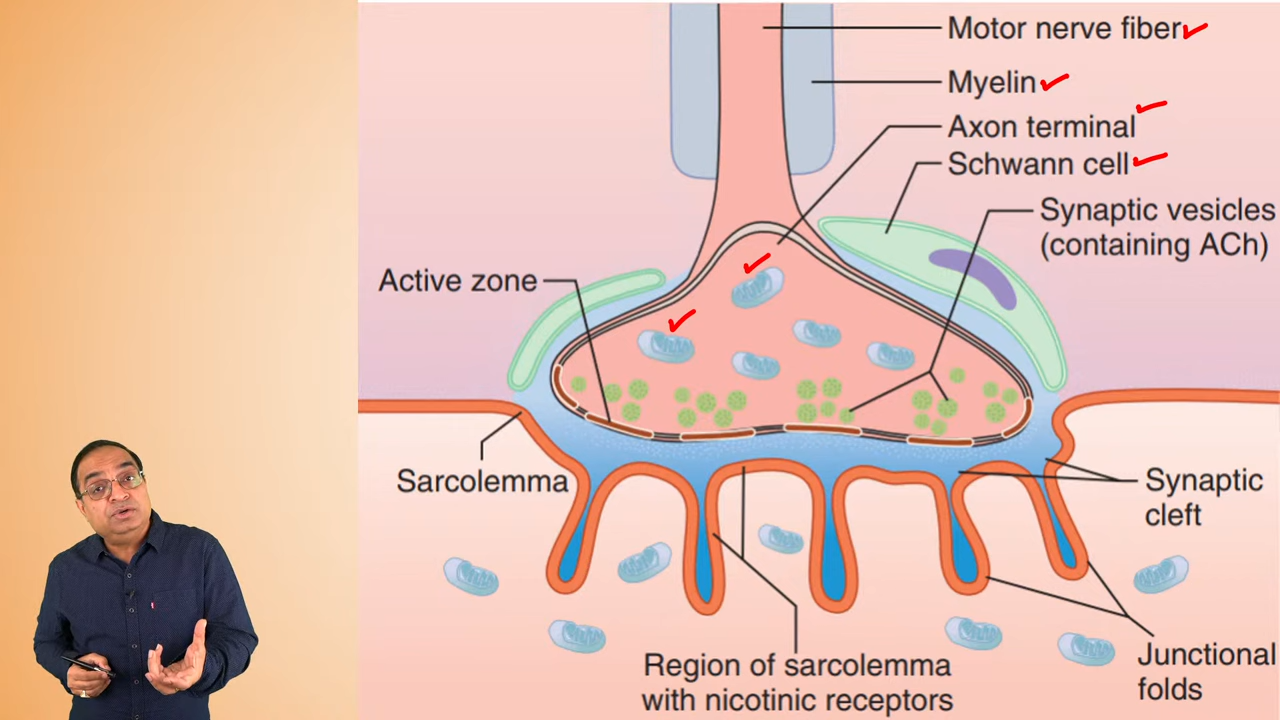 Motor nerve fiber
Myelin
Axon terminal
Schwann cell
Synaptic vesicles
(containing ACh)
Active zone
Sarcolemma
Synaptic
cleft
Region of sarcolemma
with nicotinic receptors
Junctional
folds